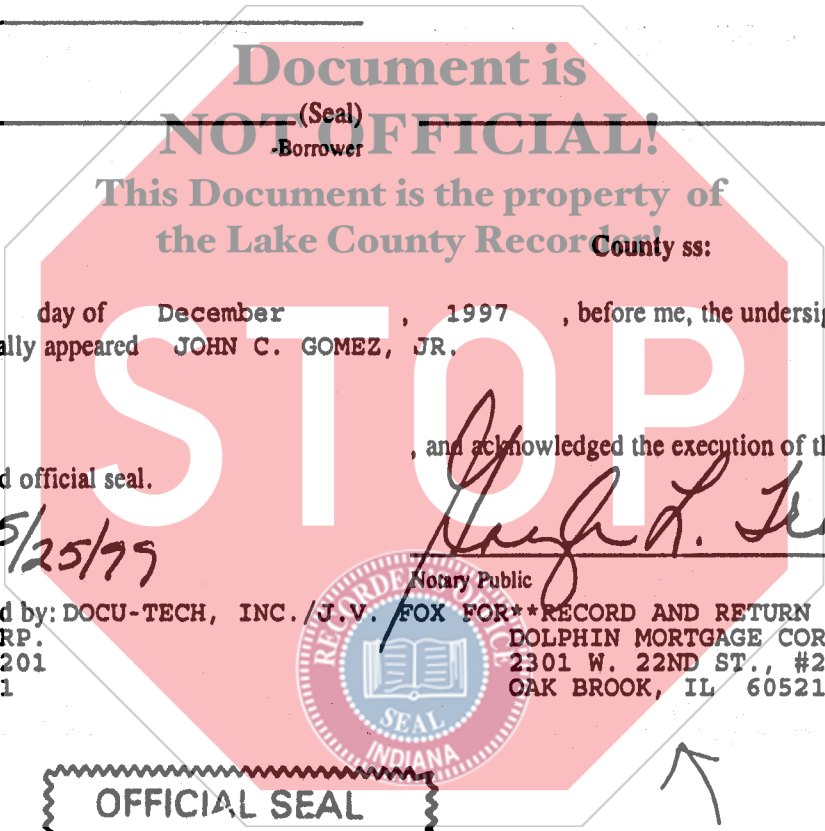 Document is
(Seal)
NOT OFFICIAL!
-Borrower
This Document is the property of
the Lake County Recorder!
County ss:
day of December , 1997 , before me, the undersig
ally appeared JOHN C. GOMEZ, JR.
STOP
, and acknowledged the execution of th
d official seal.
5/25/99
L.
Notary Public
d by: DOCU-TECH, INC./J.V. FOX FOR**RECORD AND RETURN
RP. DOLPHIN MORTGAGE COR
201 2301 W. 22ND ST., #2
1 OAK BROOK, IL 60521
RECORDER'S OFFICE
SEAL
INDIANA
OFFICIAL SEAL